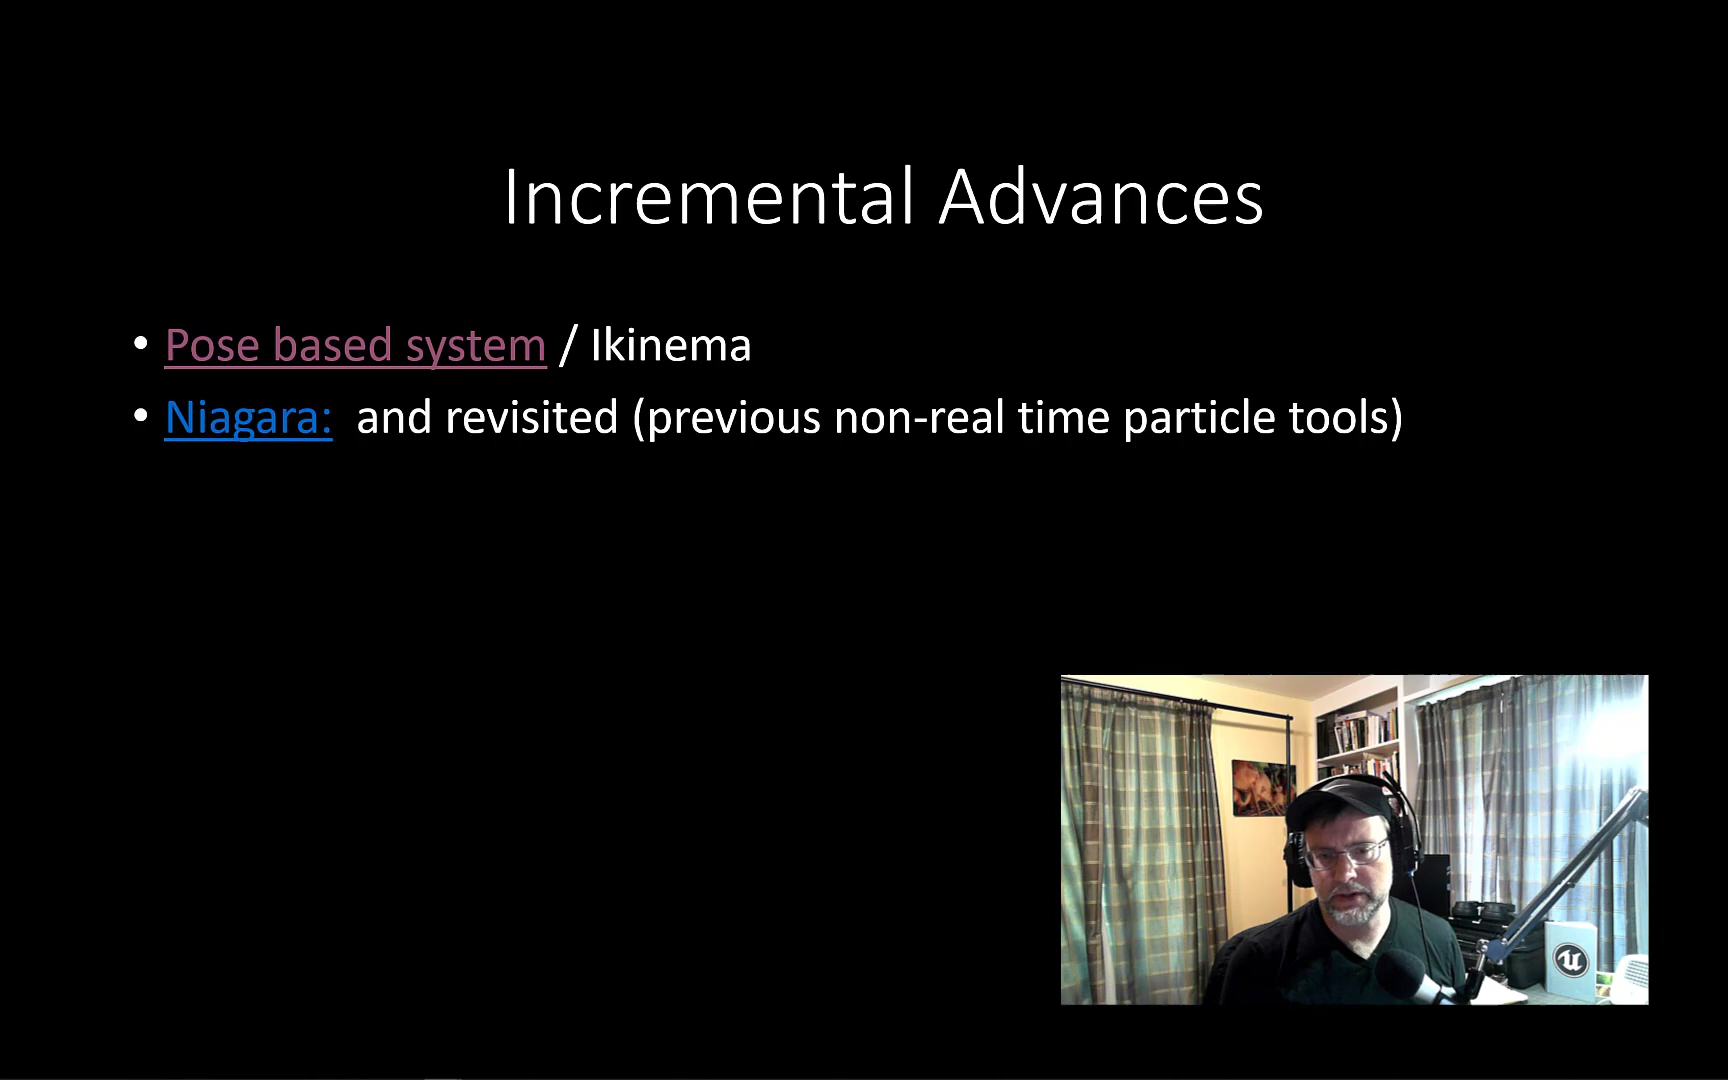 Incremental Advances
• Pose based system / Ikinema
• Niagara:  and revisited (previous non-real time particle tools)